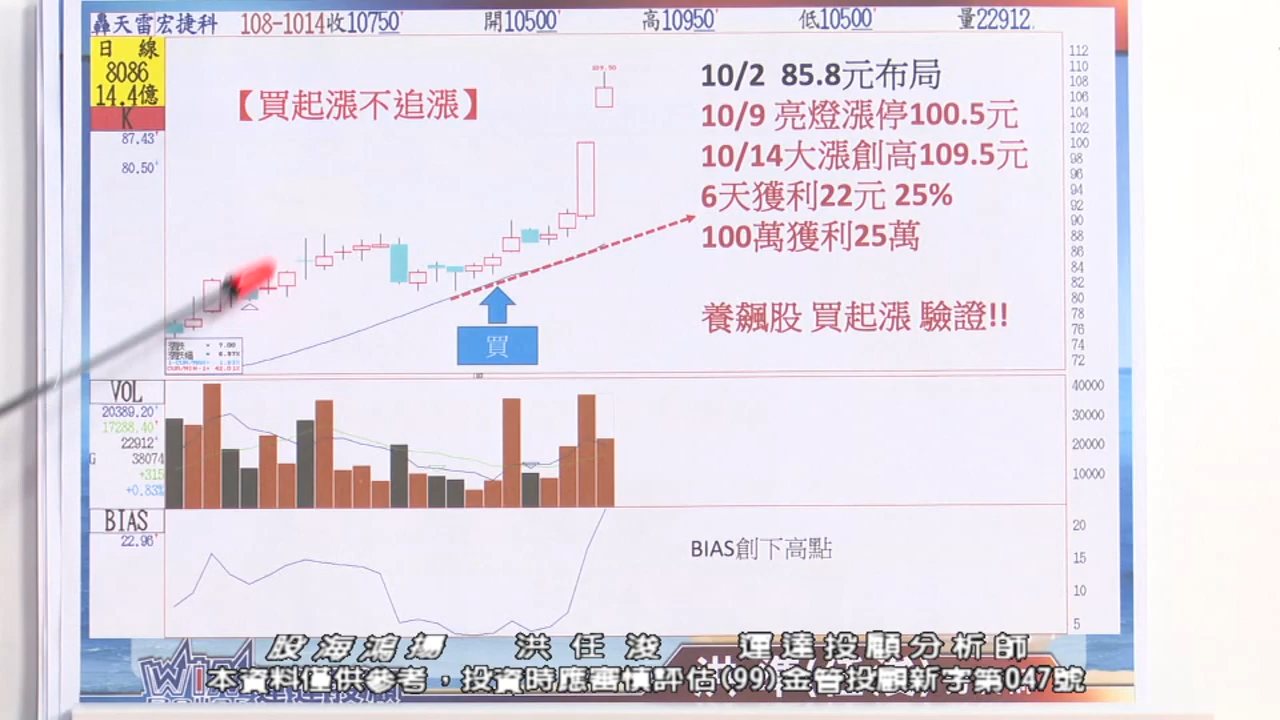 轟天雷宏捷科 108-1014收10750 開10500 高10950 低10500 量22912
日 線
8086
14.4億
K
87.43
80.50
【買起漲不追漲】
109.50
10/2 85.8元布局
10/9 亮燈漲停100.5元
10/14大漲創高109.5元
6天獲利22元 25%
100萬獲利25萬
養飆股 買起漲 驗證!!
買
112
110
108
106
104
102
100
98
96
94
92
90
88
86
84
82
80
78
76
74
72
VOL
20389.20
17288.40
22912
G 38074
+315
+0.83%
40000
30000
20000
10000
BIAS
22.96
BIAS創下高點
20
15
10
5
股海鴻揚 洪任浚 運達投顧分析師
本資料僅供參考，投資時應審慎評估(99)金管投顧新字第047號